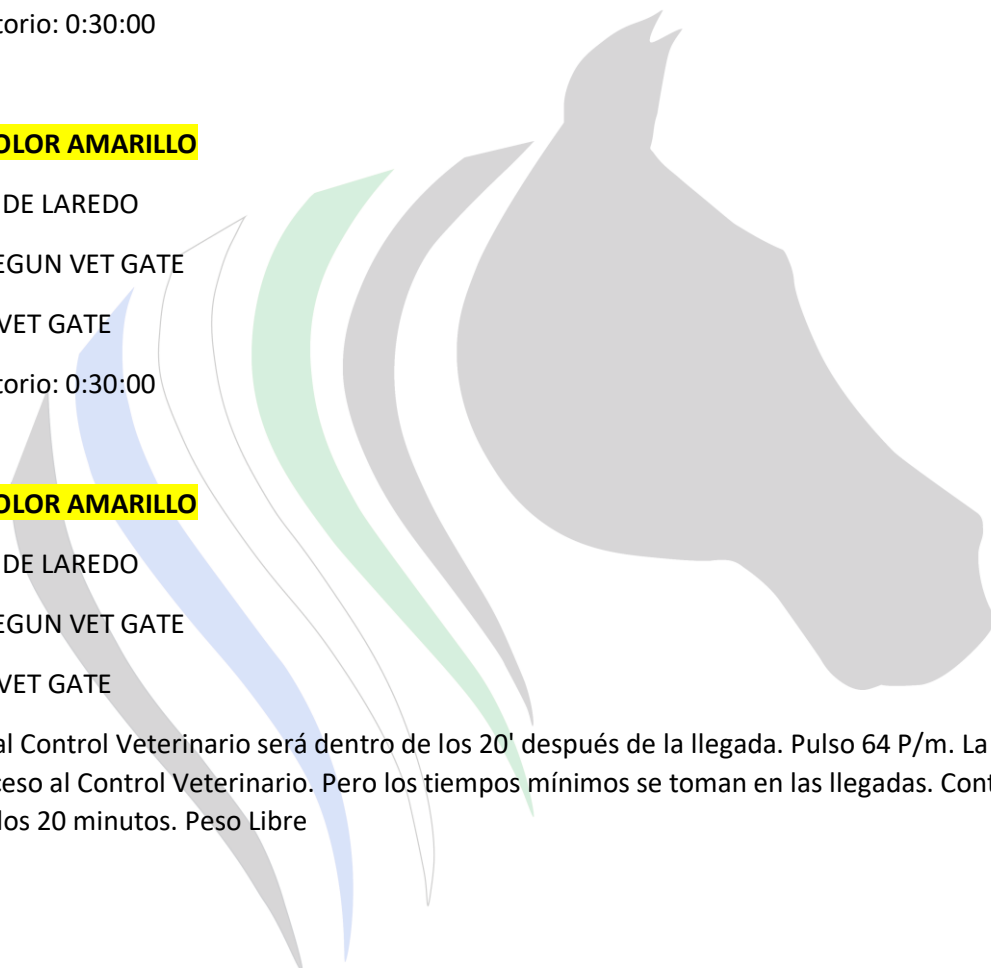 torio: 0:30:00
OLOR AMARILLO
DE LAREDO
EGUN VET GATE
VET GATE
torio: 0:30:00
OLOR AMARILLO
DE LAREDO
EGUN VET GATE
VET GATE
al Control Veterinario será dentro de los 20' después de la llegada. Pulso 64 P/m. La
ceso al Control Veterinario. Pero los tiempos mínimos se toman en las llegadas. Cont
los 20 minutos. Peso Libre